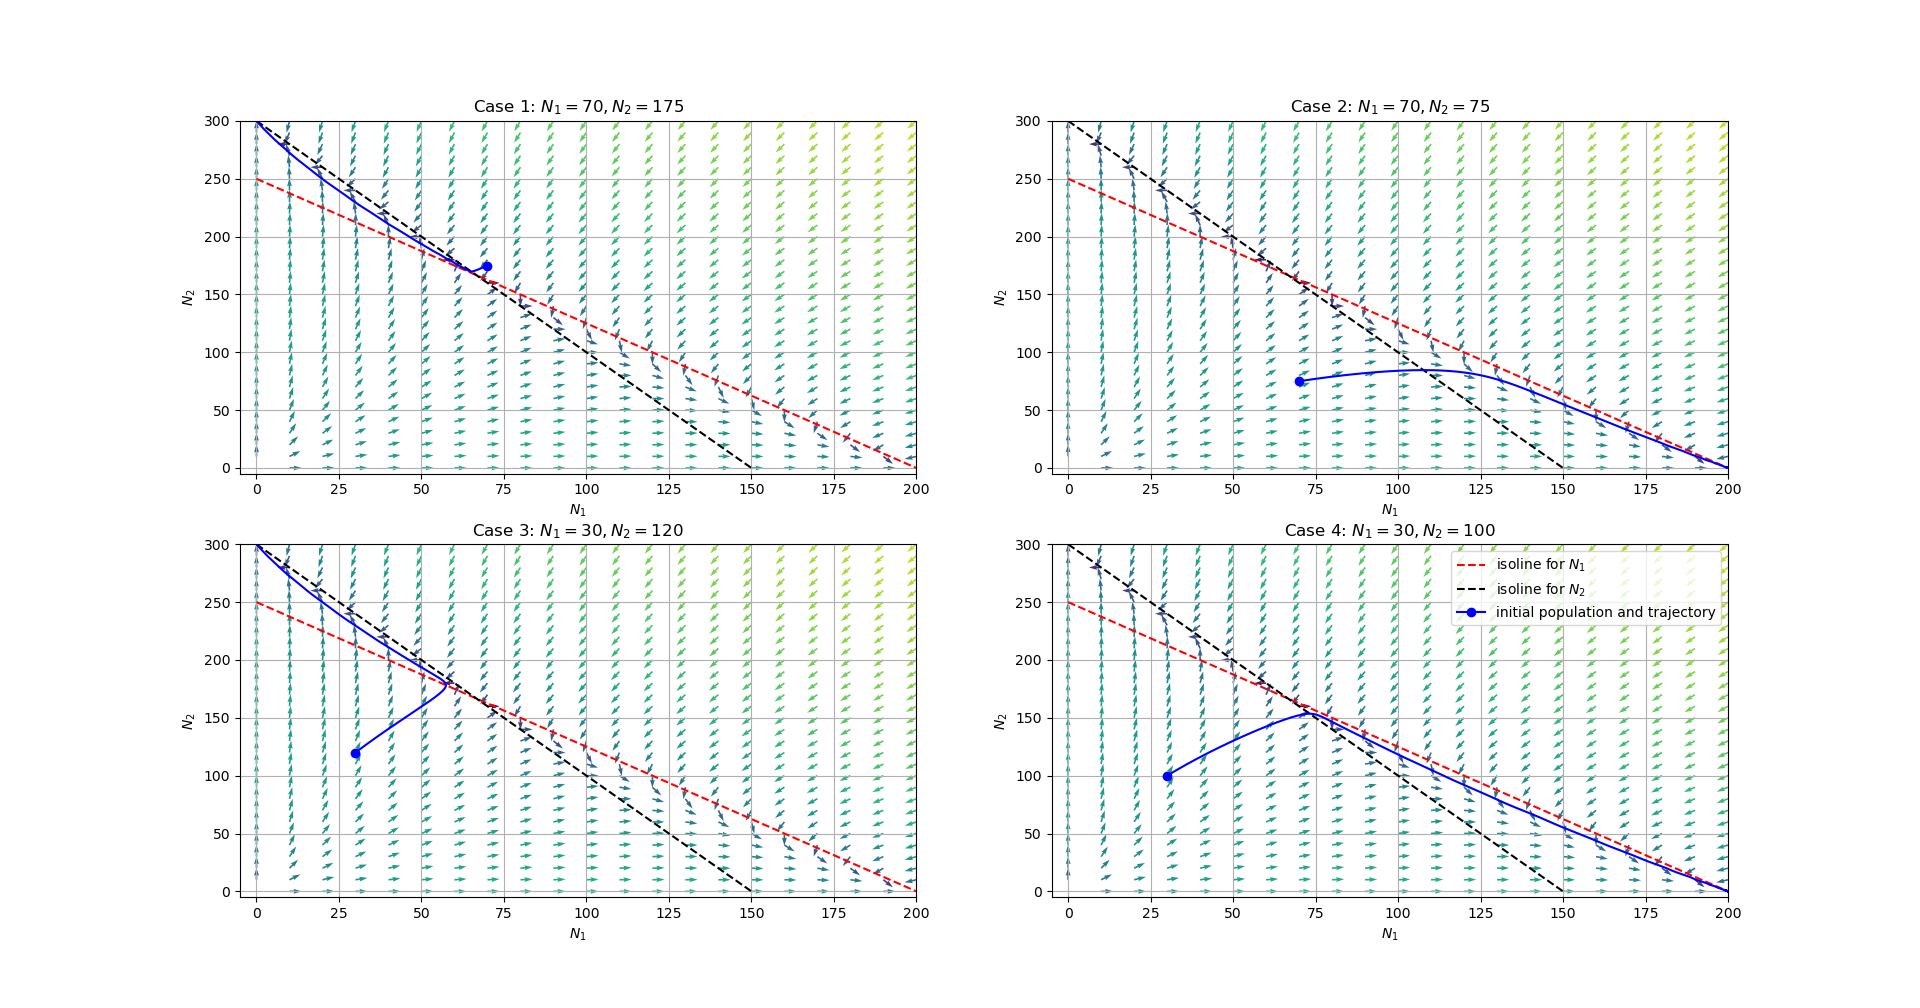 Case 1: N₁ = 70, N₂ = 175
300
250
200
150
100
50
0
N₂
0 25 50 75 100 125 150 175 200
N₁
Case 2: N₁ = 70, N₂ = 75
300
250
200
150
100
50
0
N₂
0 25 50 75 100 125 150 175 200
N₁
Case 3: N₁ = 30, N₂ = 120
300
250
200
150
100
50
0
N₂
0 25 50 75 100 125 150 175 200
N₁
Case 4: N₁ = 30, N₂ = 100
isoline for N₁
isoline for N₂
initial population and trajectory
300
250
200
150
100
50
0
N₂
0 25 50 75 100 125 150 175 200
N₁